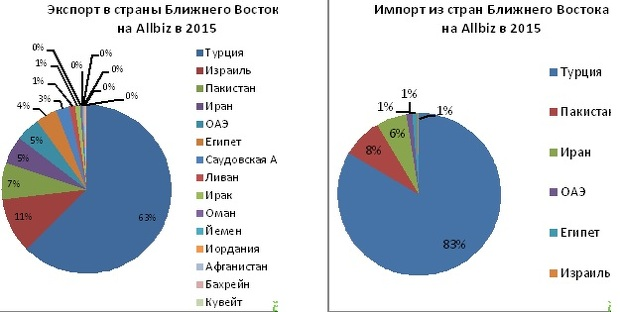 Экспорт в страны Ближнего Восток
на Allbiz в 2015
0%
0%
0%
0%
1%
0%
1%
0%
3%
4%
5%
5%
7%
11%
63%
Турция
Израиль
Пакистан
Иран
ОАЭ
Египет
Саудовская А
Ливан
Ирак
Оман
Йемен
Иордания
Афганистан
Бахрейн
Кувейт
Импорт из стран Ближнего Востока
на Allbiz в 2015
1%
1%
1%
6%
8%
83%
Турция
Пакистан
Иран
ОАЭ
Египет
Израиль